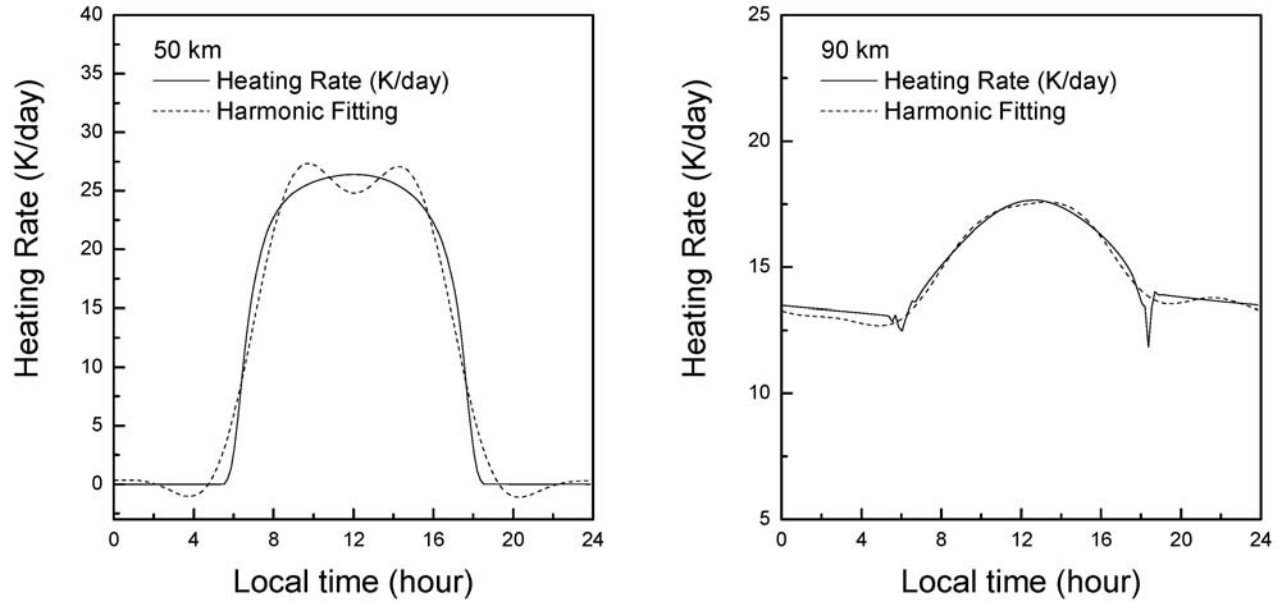 50 km
Heating Rate (K/day)
Harmonic Fitting
Heating Rate (K/day)
40
35
30
25
20
15
10
5
0
0 4 8 12 16 20 24
Local time (hour)
90 km
Heating Rate (K/day)
Harmonic Fitting
Heating Rate (K/day)
25
20
15
10
5
0 4 8 12 16 20 24
Local time (hour)